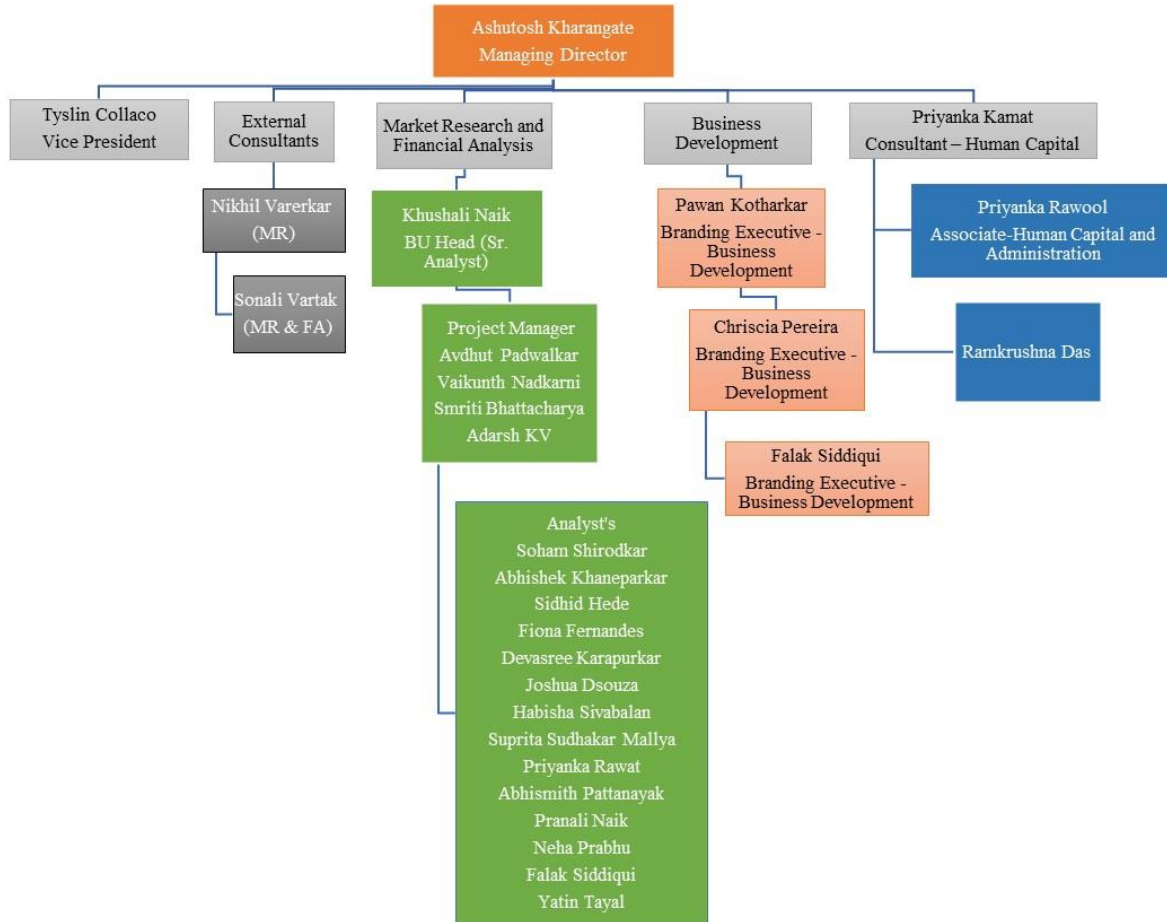 Ashutosh Kharangate
Managing Director
Tyslin Collaco
Vice President
External
Consultants
Market Research and
Financial Analysis
Business
Development
Priyanka Kamat
Consultant – Human Capital
Nikhil Varerkar
(MR)
Sonali Vartak
(MR & FA)
Khushali Naik
BU Head (Sr.
Analyst)
Project Manager
Avdhut Padwalkar
Vaikunth Nadkarni
Smriti Bhattacharya
Adarsh KV
Analyst's
Soham Shirodkar
Abhishek Khaneparkar
Sidhid Hede
Fiona Fernandes
Devasree Karapurkar
Joshua Dsouza
Habisha Sivabalan
Suprita Sudhakar Mallya
Priyanka Rawat
Abhismith Pattanayak
Pranali Naik
Neha Prabhu
Falak Siddiqui
Yatin Tayal
Pawan Kotharkar
Branding Executive -
Business
Development
Chriscia Pereira
Branding Executive -
Business
Development
Falak Siddiqui
Branding Executive -
Business Development
Priyanka Rawool
Associate-Human Capital and
Administration
Ramkrushna Das